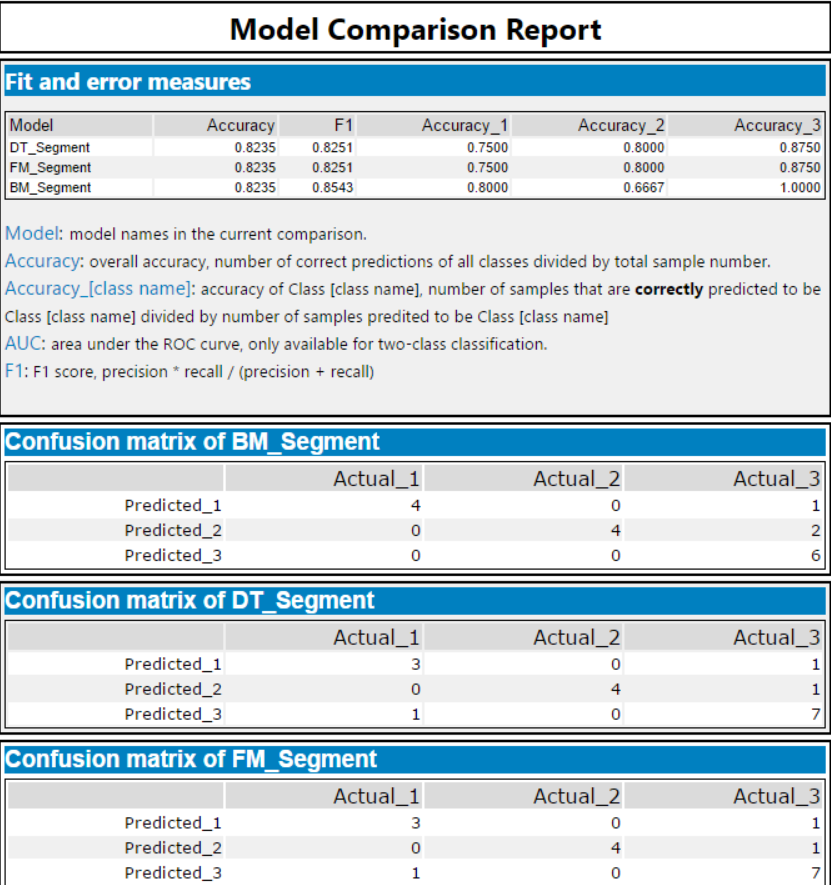 Model Comparison Report
Fit and error measures
Model Accuracy F1 Accuracy_1 Accuracy_2 Accuracy_3
DT_Segment 0.8235 0.8251 0.7500 0.8000 0.8750
FM_Segment 0.8235 0.8251 0.7500 0.8000 0.8750
BM_Segment 0.8235 0.8543 0.8000 0.6667 1.0000
Model: model names in the current comparison.
Accuracy: overall accuracy, number of correct predictions of all classes divided by total sample number.
Accuracy_[class name]: accuracy of Class [class name], number of samples that are correctly predicted to be
Class [class name] divided by number of samples predited to be Class [class name]
AUC: area under the ROC curve, only available for two-class classification.
F1: F1 score, precision * recall / (precision + recall)
Confusion matrix of BM_Segment
Actual_1 Actual_2 Actual_3
Predicted_1 4 0 1
Predicted_2 0 4 2
Predicted_3 0 0 6
Confusion matrix of DT_Segment
Actual_1 Actual_2 Actual_3
Predicted_1 3 0 1
Predicted_2 0 4 1
Predicted_3 1 0 7
Confusion matrix of FM_Segment
Actual_1 Actual_2 Actual_3
Predicted_1 3 0 1
Predicted_2 0 4 1
Predicted_3 1 0 7